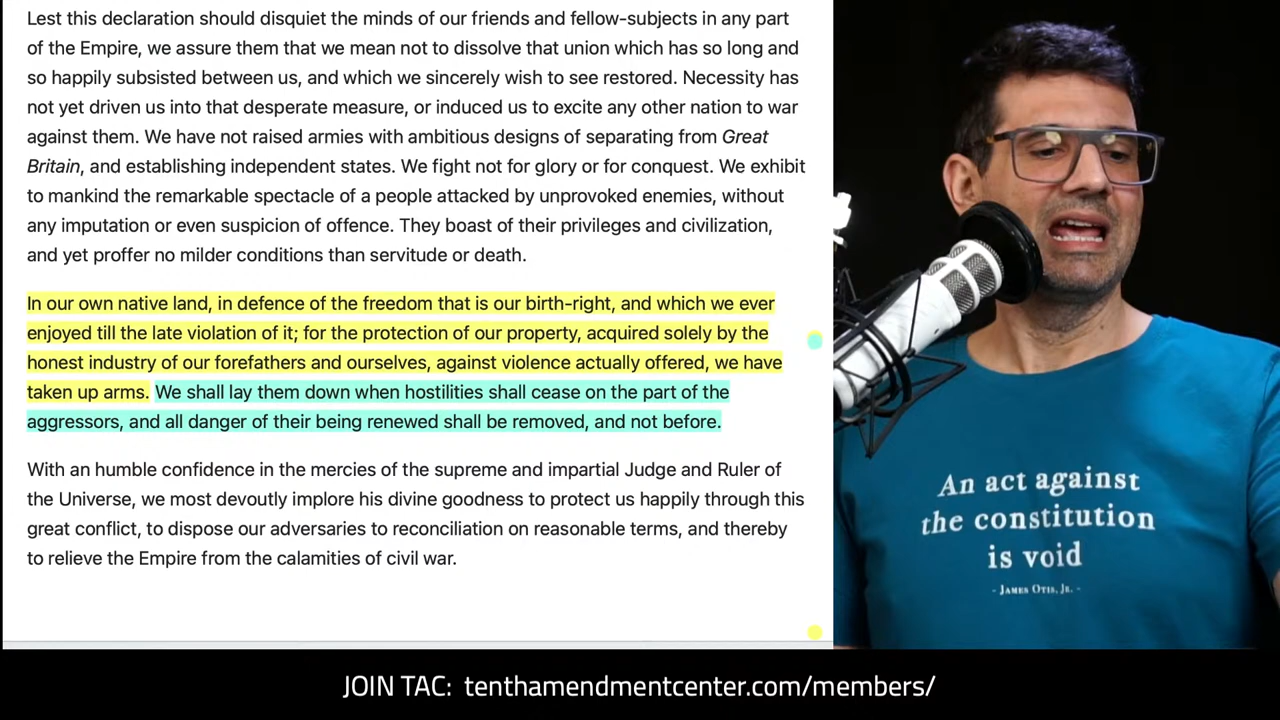 Lest this declaration should disquiet the minds of our friends and fellow-subjects in any part
of the Empire, we assure them that we mean not to dissolve that union which has so long and
so happily subsisted between us, and which we sincerely wish to see restored. Necessity has
not yet driven us into that desperate measure, or induced us to excite any other nation to war
against them. We have not raised armies with ambitious designs of separating from Great
Britain, and establishing independent states. We fight not for glory or for conquest. We exhibit
to mankind the remarkable spectacle of a people attacked by unprovoked enemies, without
any imputation or even suspicion of offence. They boast of their privileges and civilization,
and yet proffer no milder conditions than servitude or death.
In our own native land, in defence of the freedom that is our birth-right, and which we ever
enjoyed till the late violation of it; for the protection of our property, acquired solely by the
honest industry of our forefathers and ourselves, against violence actually offered, we have
taken up arms. We shall lay them down when hostilities shall cease on the part of the
aggressors, and all danger of their being renewed shall be removed, and not before.
With an humble confidence in the mercies of the supreme and impartial Judge and Ruler of
the Universe, we most devoutly implore his divine goodness to protect us happily through this
great conflict, to dispose our adversaries to reconciliation on reasonable terms, and thereby
to relieve the Empire from the calamities of civil war.
An act against
the constitution
is void
- James Otis, Jr. -
JOIN TAC: tenthamendmentcenter.com/members/